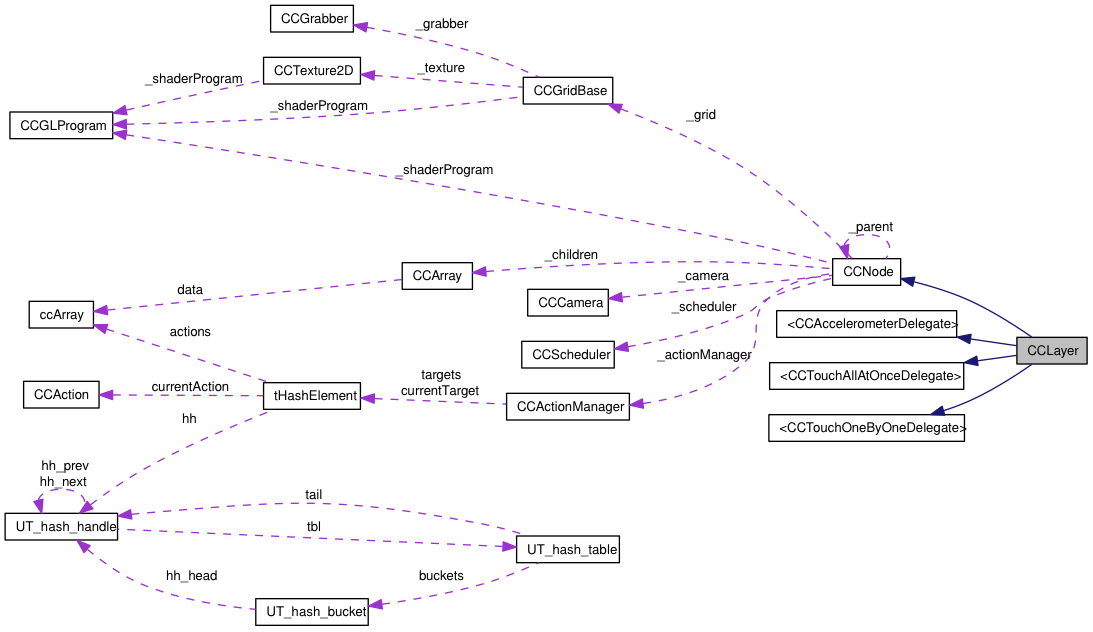 CCGrabber
_grabber
CCTexture2D
_texture
_shaderProgram
CCGridBase
_shaderProgram
CCGLProgram
_grid
_shaderProgram
_parent
_children
CCNode
CCArray
_camera
data
CCCamera
_scheduler
ccArray
<CCAccelerometerDelegate>
actions
CCLayer
CCScheduler
_actionManager
targets
<CCTouchAllAtOnceDelegate>
currentAction
currentTarget
CCAction
tHashElement
CCActionManager
hh
<CCTouchOneByOneDelegate>
hh_prev
hh_next
tail
UT_hash_handle
tbl
UT_hash_table
hh_head
buckets
UT_hash_bucket